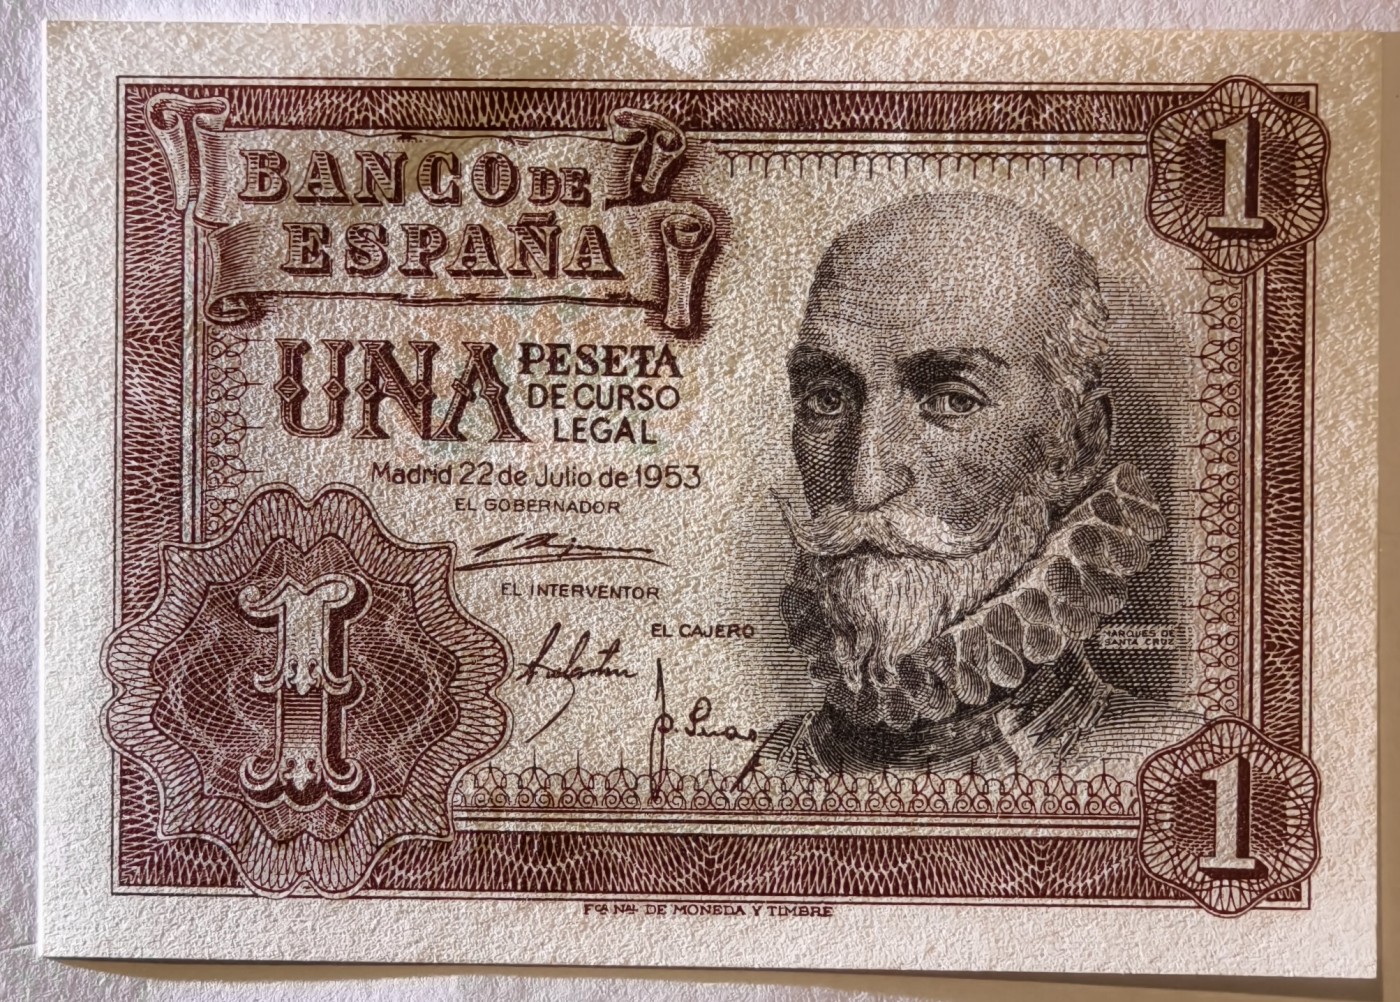 BANCO DE
ESPAÑA
1
UNA PESETA
DE CURSO
LEGAL
Madrid 22 de Julio de 1953
EL GOBERNADOR
EL INTERVENTOR
EL CAJERO
MARQUES DE
SANTA CRUZ
1
1
Fca Nal DE MONEDA Y TIMBRE